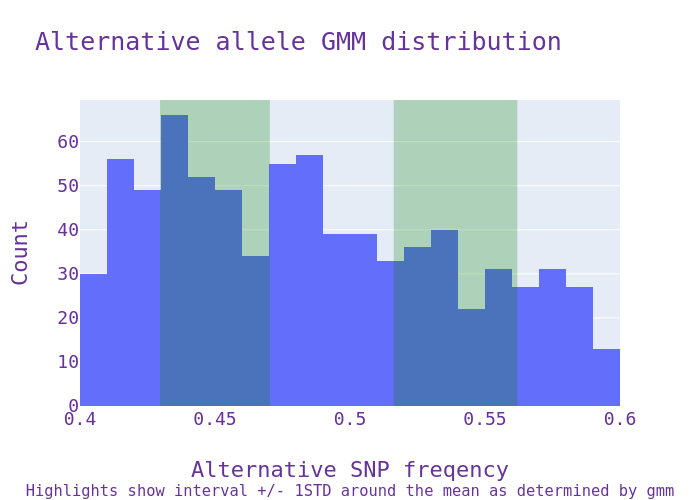 Alternative allele GMM distribution
Count
60
50
40
30
20
10
0
0.4 0.45 0.5 0.55 0.6
Alternative SNP freqency
Highlights show interval +/- 1STD around the mean as determined by gmm